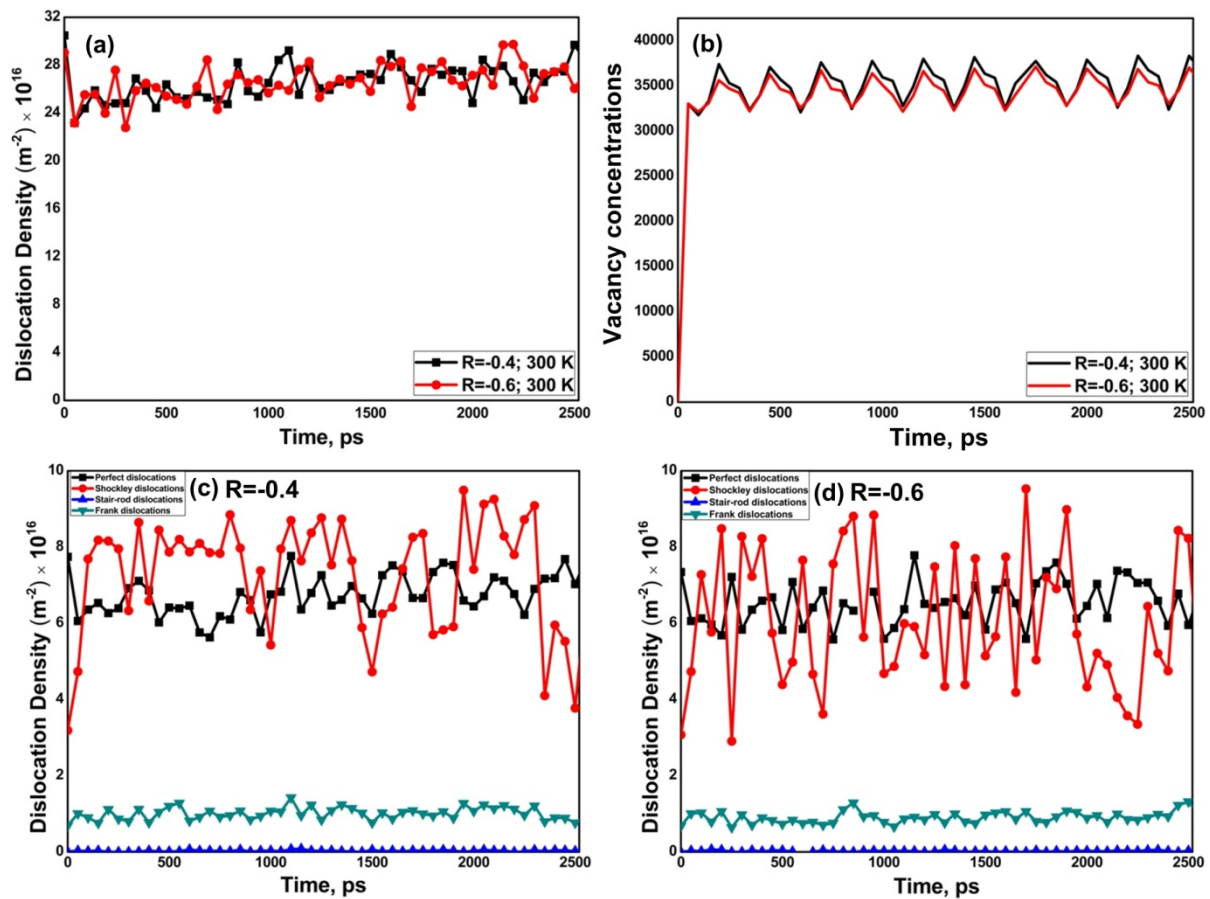 (a)
Dislocation Density (m⁻²) × 10¹⁶
32
28
24
20
16
12
8
4
0
R=-0.4; 300 K
R=-0.6; 300 K
0 500 1000 1500 2000 2500
Time, ps
(b)
Vacancy concentrations
40000
35000
30000
25000
20000
15000
10000
5000
0
R=-0.4; 300 K
R=-0.6; 300 K
0 500 1000 1500 2000 2500
Time, ps
(c) R=-0.4
Perfect dislocations
Shockley dislocations
Stair-rod dislocations
Frank dislocations
Dislocation Density (m⁻²) × 10¹⁶
10
8
6
4
2
0
0 500 1000 1500 2000 2500
Time, ps
(d) R=-0.6
Perfect dislocations
Shockley dislocations
Stair-rod dislocations
Frank dislocations
Dislocation Density (m⁻²) × 10¹⁶
10
8
6
4
2
0
0 500 1000 1500 2000 2500
Time, ps